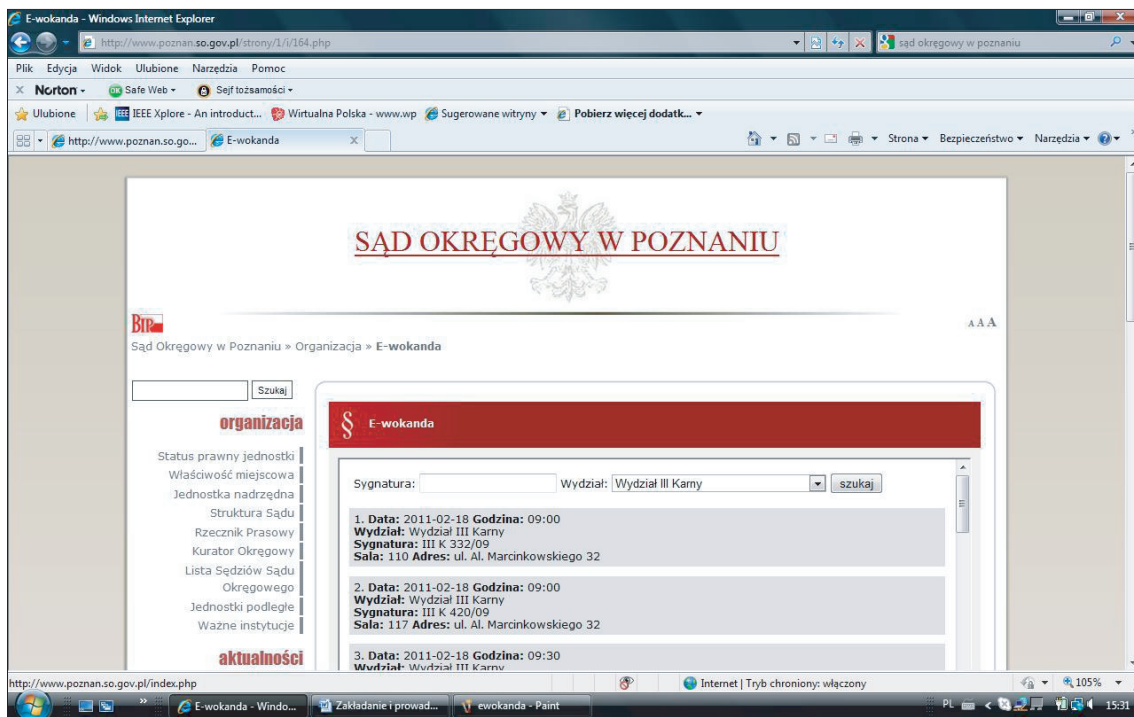 E-wokanda - Windows Internet Explorer
http://www.poznan.so.gov.pl/strony/1/i/164.php
sąd okręgowy w poznaniu
Plik Edycja Widok Ulubione Narzędzia Pomoc
x Norton - OK Safe Web Sejf tożsamości
Ulubione IEEE IEEE Xplore - An introduct... Wirtualna Polska - www.wp Sugerowane witryny Pobierz więcej dodatk...
http://www.poznan.so.go... E-wokanda X Strona Bezpieczeństwo Narzędzia
SĄD OKRĘGOWY W POZNANIU
BIP
A A A
Sąd Okręgowy w Poznaniu » Organizacja » E-wokanda
Szukaj
organizacja
Status prawny jednostki
Właściwość miejscowa
Jednostka nadrzędna
Struktura Sądu
Rzecznik Prasowy
Kurator Okręgowy
Lista Sędziów Sądu
Okręgowego
Jednostki podległe
Ważne instytucje
aktualności
§ E-wokanda
Sygnatura: Wydział: Wydział III Karny szukaj
1. Data: 2011-02-18 Godzina: 09:00
Wydział: Wydział III Karny
Sygnatura: III K 332/09
Sala: 110 Adres: ul. Al. Marcinkowskiego 32
2. Data: 2011-02-18 Godzina: 09:00
Wydział: Wydział III Karny
Sygnatura: III K 420/09
Sala: 117 Adres: ul. Al. Marcinkowskiego 32
3. Data: 2011-02-18 Godzina: 09:30
Wydział: Wydział III Karny
http://www.poznan.so.gov.pl/index.php
Internet | Tryb chroniony: włączony
105%
E-wokanda - Windo... Zakładanie i prowad... ewokanda - Paint PL 15:31